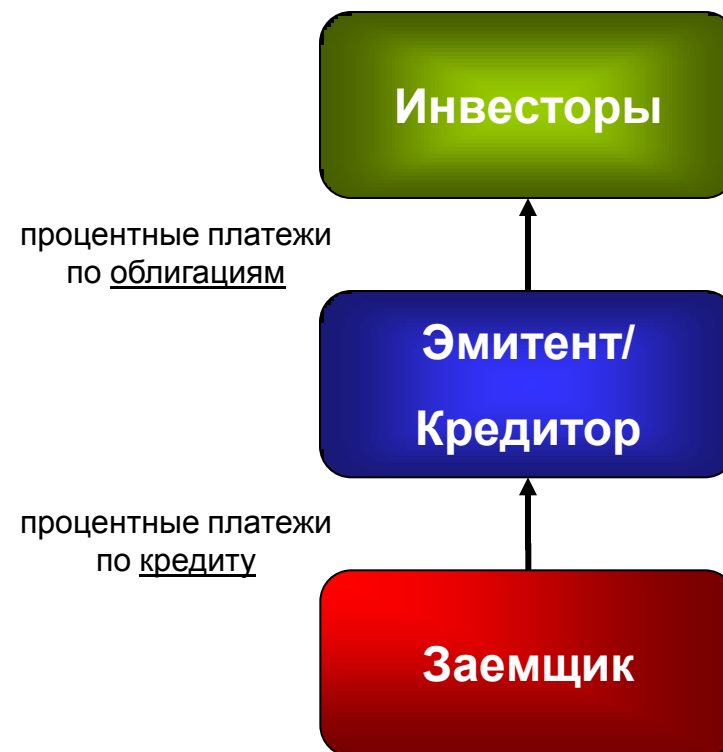 Инвесторы
процентные платежи
по облигациям
Эмитент/
Кредитор
процентные платежи
по кредиту
Заемщик